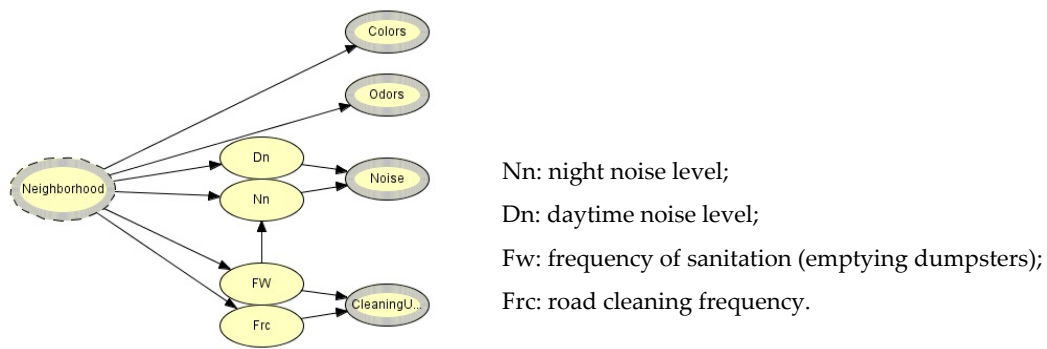 Colors
Odors
Dn
Neighborhood
Noise
Nn
FW
CleaningU...
Frc
Nn: night noise level;
Dn: daytime noise level;
Fw: frequency of sanitation (emptying dumpsters);
Frc: road cleaning frequency.